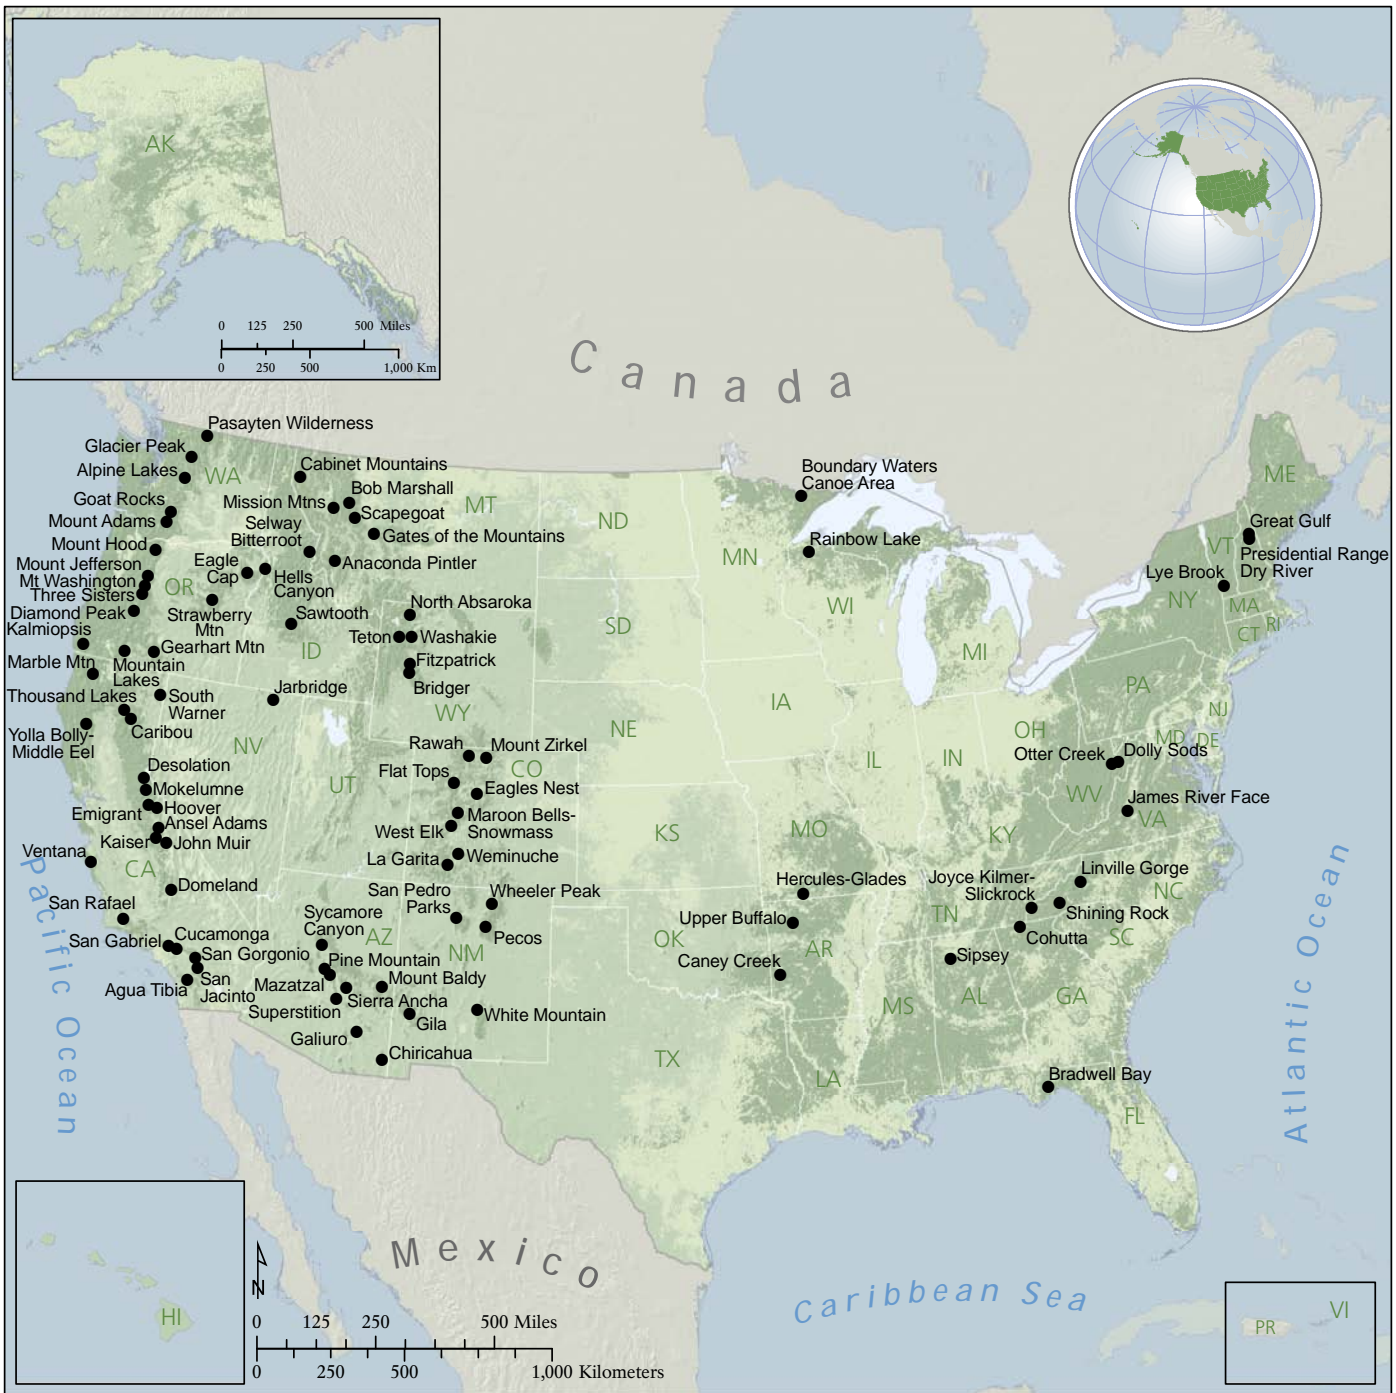 AK
0 125 250 500 Miles
0 250 500 1,000 Km
Canada
Pasayten Wilderness
Glacier Peak
Alpine Lakes
WA
Cabinet Mountains
Goat Rocks
Mission Mtns
Bob Marshall
MT
Mount Adams
Scapegoat
Selway
Bitterroot
Gates of the Mountains
Mount Hood
Eagle
Cap
Anaconda Pintler
Mount Jefferson
Mt Washington
OR
Hells
Canyon
Three Sisters
Diamond Peak
Strawberry
Mtn
Sawtooth
North Absaroka
Kalmiopsis
Teton
Washakie
Gearhart Mtn
ID
Marble Mtn
Mountain
Lakes
Fitzpatrick
Bridger
Thousand Lakes
South
Warner
Jarbridge
WY
Yolla Bolly-
Middle Eel
Caribou
NV
Rawah
Mount Zirkel
Desolation
Flat Tops
CO
UT
Mokelumne
Eagles Nest
Emigrant
Hoover
Maroon Bells-
Snowmass
Ansel Adams
West Elk
Kaiser
John Muir
Ventana
La Garita
Weminuche
CA
Domeland
San Pedro
Parks
Wheeler Peak
San Rafael
Sycamore
Canyon
AZ
San Gabriel
Cucamonga
Pecos
NM
San Gorgonio
Pine Mountain
Agua Tibia
San
Jacinto
Mazatzal
Mount Baldy
Superstition
Sierra Ancha
White Mountain
Gila
Galiuro
Chiricahua
ND
SD
NE
KS
OK
TX
Boundary Waters
Canoe Area
Rainbow Lake
MN
WI
MI
IA
IL
IN
OH
MO
KY
Hercules-Glades
Upper Buffalo
AR
Caney Creek
MS
LA
Joyce Kilmer-
Slickrock
TN
Sipsey
AL
Cohutta
GA
Linville Gorge
NC
Shining Rock
SC
Bradwell Bay
FL
ME
Great Gulf
VT
Presidential Range
Dry River
Lye Brook
NY
MA
CT
RI
PA
NJ
MD
DE
Otter Creek
Dolly Sods
WV
James River Face
VA
Pacific Ocean
Atlantic Ocean
Mexico
Caribbean Sea
HI
N
0 125 250 500 Miles
0 250 500 1,000 Kilometers
PR
VI